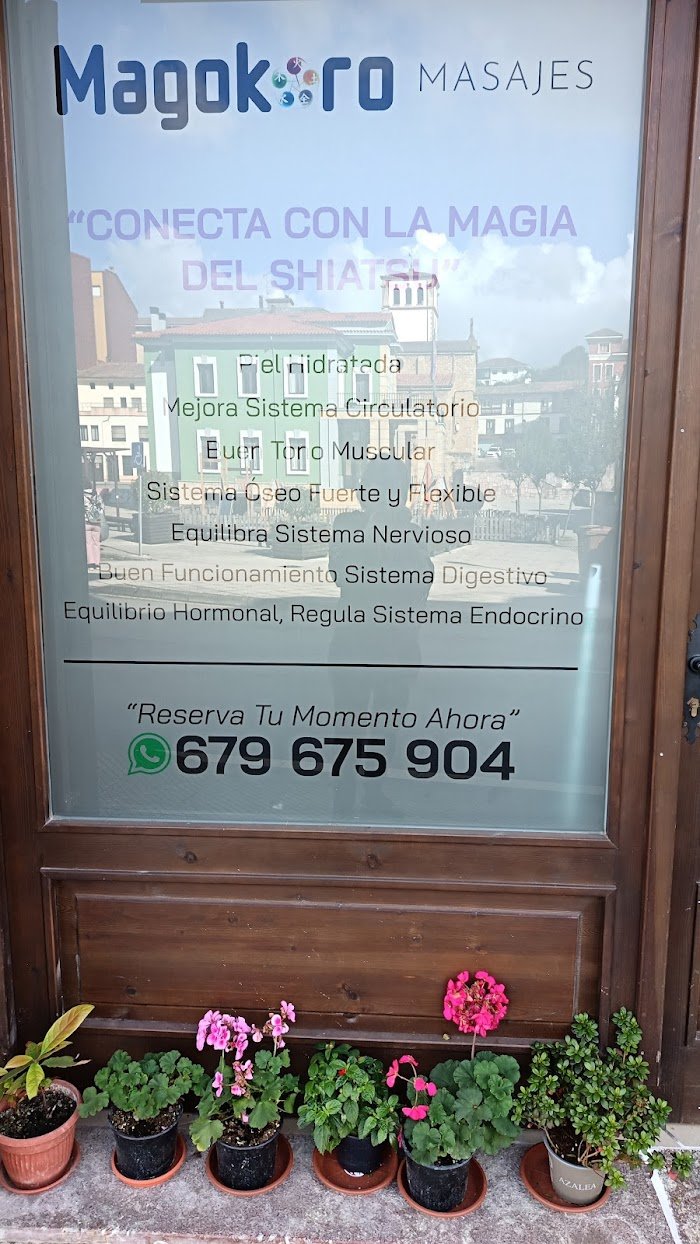 Magokoro MASAJES
“CONECTA CON LA MAGIA
DEL SHIATSU”
Piel Hidratada
Mejora Sistema Circulatorio
Buen Tono Muscular
Sistema Óseo Fuerte y Flexible
Equilibra Sistema Nervioso
Buen Funcionamiento Sistema Digestivo
Equilibrio Hormonal, Regula Sistema Endocrino
“Reserva Tu Momento Ahora”
679 675 904
AZALEA